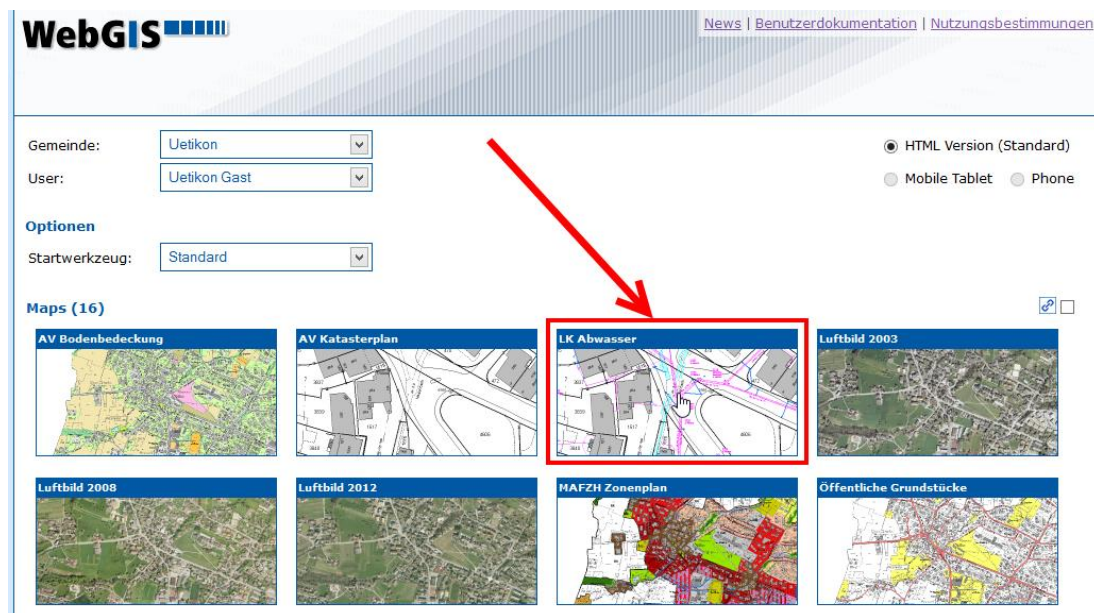 WebGIS
News | Benutzerdokumentation | Nutzungsbestimmungen
Gemeinde: Uetikon
HTML Version (Standard)
User: Uetikon Gast
Mobile Tablet Phone
Optionen
Startwerkzeug: Standard
Maps (16)
AV Bodenbedeckung
AV Katasterplan
LK Abwasser
Luftbild 2003
Luftbild 2008
Luftbild 2012
MAFZH Zonenplan
Öffentliche Grundstücke